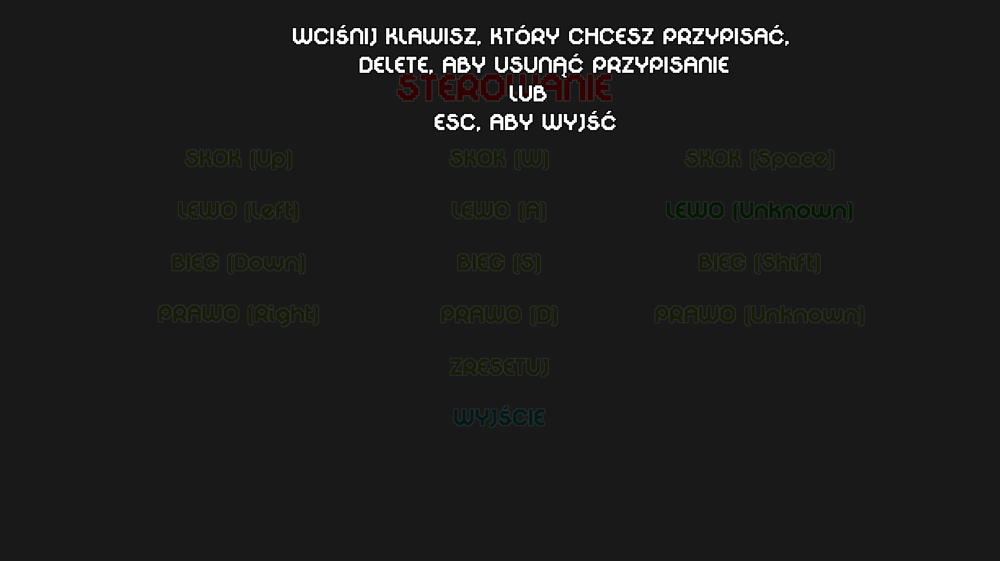 WCIŚNIJ KLAWISZ, KTÓRY CHCESZ PRZYPISAĆ,
DELETE, ABY USUNĄĆ PRZYPISANIE
STEROWANIE
LUB
ESC, ABY WYJŚĆ
SKOK (Up) SKOK (W) SKOK (Space)
LEWO (Left) LEWO (A) LEWO (Unknown)
BIEG (Down) BIEG (S) BIEG (Shift)
PRAWO (Right) PRAWO (D) PRAWO (Unknown)
ZRESETUJ
WYJŚCIE